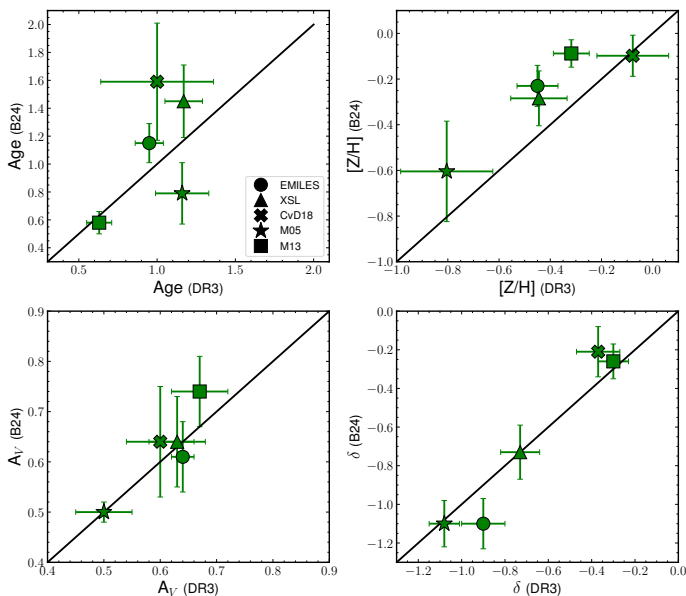 2.0
1.8
1.6
1.4
1.2
1.0
0.8
0.6
0.4
Age (B24)
0.5 1.0 1.5 2.0
Age (DR3)
EMILES
XSL
CvD18
M05
M13
0.0
−0.2
−0.4
−0.6
−0.8
−1.0
[Z/H] (B24)
−1.0 −0.8 −0.6 −0.4 −0.2 0.0
[Z/H] (DR3)
0.9
0.8
0.7
0.6
0.5
0.4
A_V (B24)
0.4 0.5 0.6 0.7 0.8 0.9
A_V (DR3)
0.0
−0.2
−0.4
−0.6
−0.8
−1.0
−1.2
δ (B24)
−1.2 −1.0 −0.8 −0.6 −0.4 −0.2 0.0
δ (DR3)